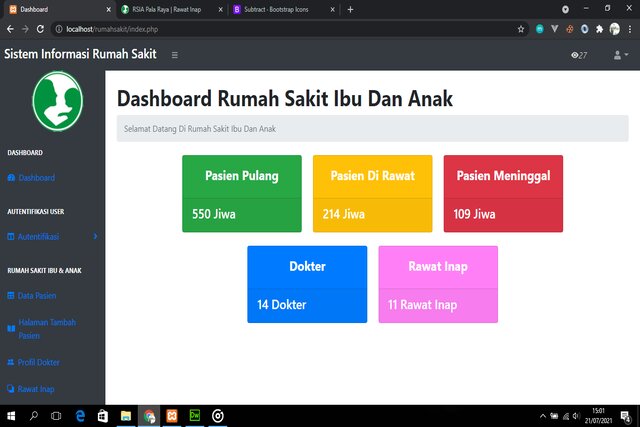 Dashboard
RSIA Pala Raya | Rawat Inap
Subtract · Bootstrap Icons
localhost/rumahsakit/index.php
Sistem Informasi Rumah Sakit
27
Dashboard Rumah Sakit Ibu Dan Anak
Selamat Datang Di Rumah Sakit Ibu Dan Anak
DASHBOARD
Dashboard
AUTENTIFIKASI USER
Autentifikasi
RUMAH SAKIT IBU & ANAK
Data Pasien
Halaman Tambah
Pasien
Profil Dokter
Rawat Inap
Pasien Pulang
550 Jiwa
Pasien Di Rawat
214 Jiwa
Pasien Meninggal
109 Jiwa
Dokter
14 Dokter
Rawat Inap
11 Rawat Inap
Dw
15:01
21/07/2021
4